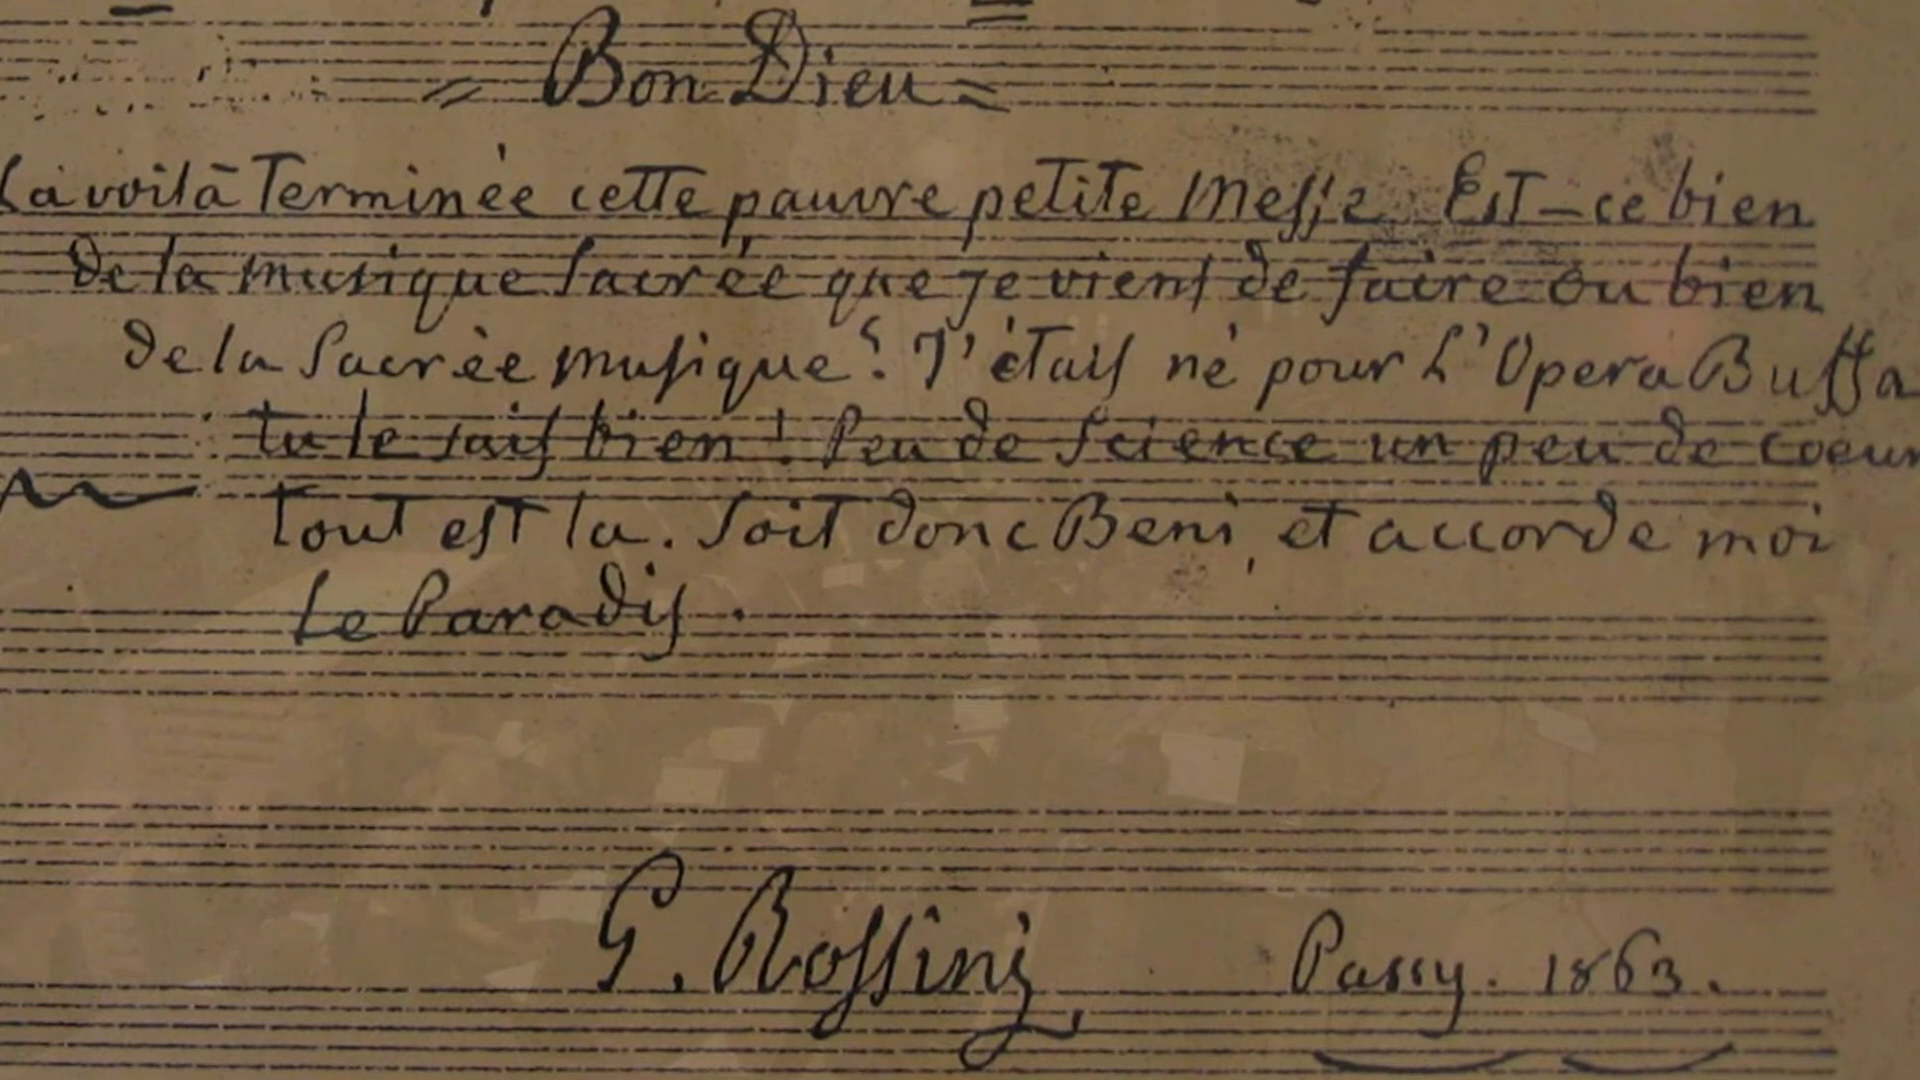 = Bon Dieu =
La voilà Terminée cette pauvre petite Messe. Est-ce bien
de la musique Sacrée que je vient de faire ou bien
de la Sacrée musique? J'étais né pour L'Opera Buffa
tu le sais bien! Peu de Science un peu de coeur
tout est la. Soit donc Beni, et accorde moi
Le Paradis.
G. Rossini Passy. 1863.